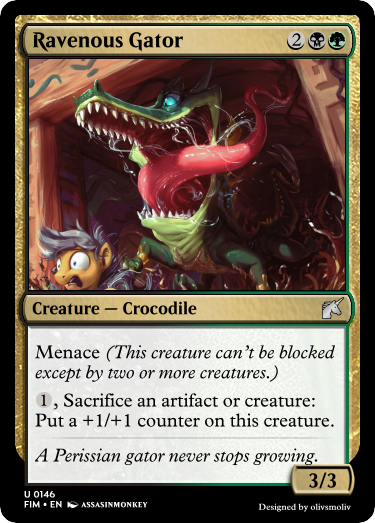 Ravenous Gator 2
Creature — Crocodile
Menace (This creature can't be blocked
except by two or more creatures.)
1, Sacrifice an artifact or creature:
Put a +1/+1 counter on this creature.
A Perissian gator never stops growing.
3/3
U 0146
FIM • EN ASSASINMONKEY
Designed by olivsmoliv